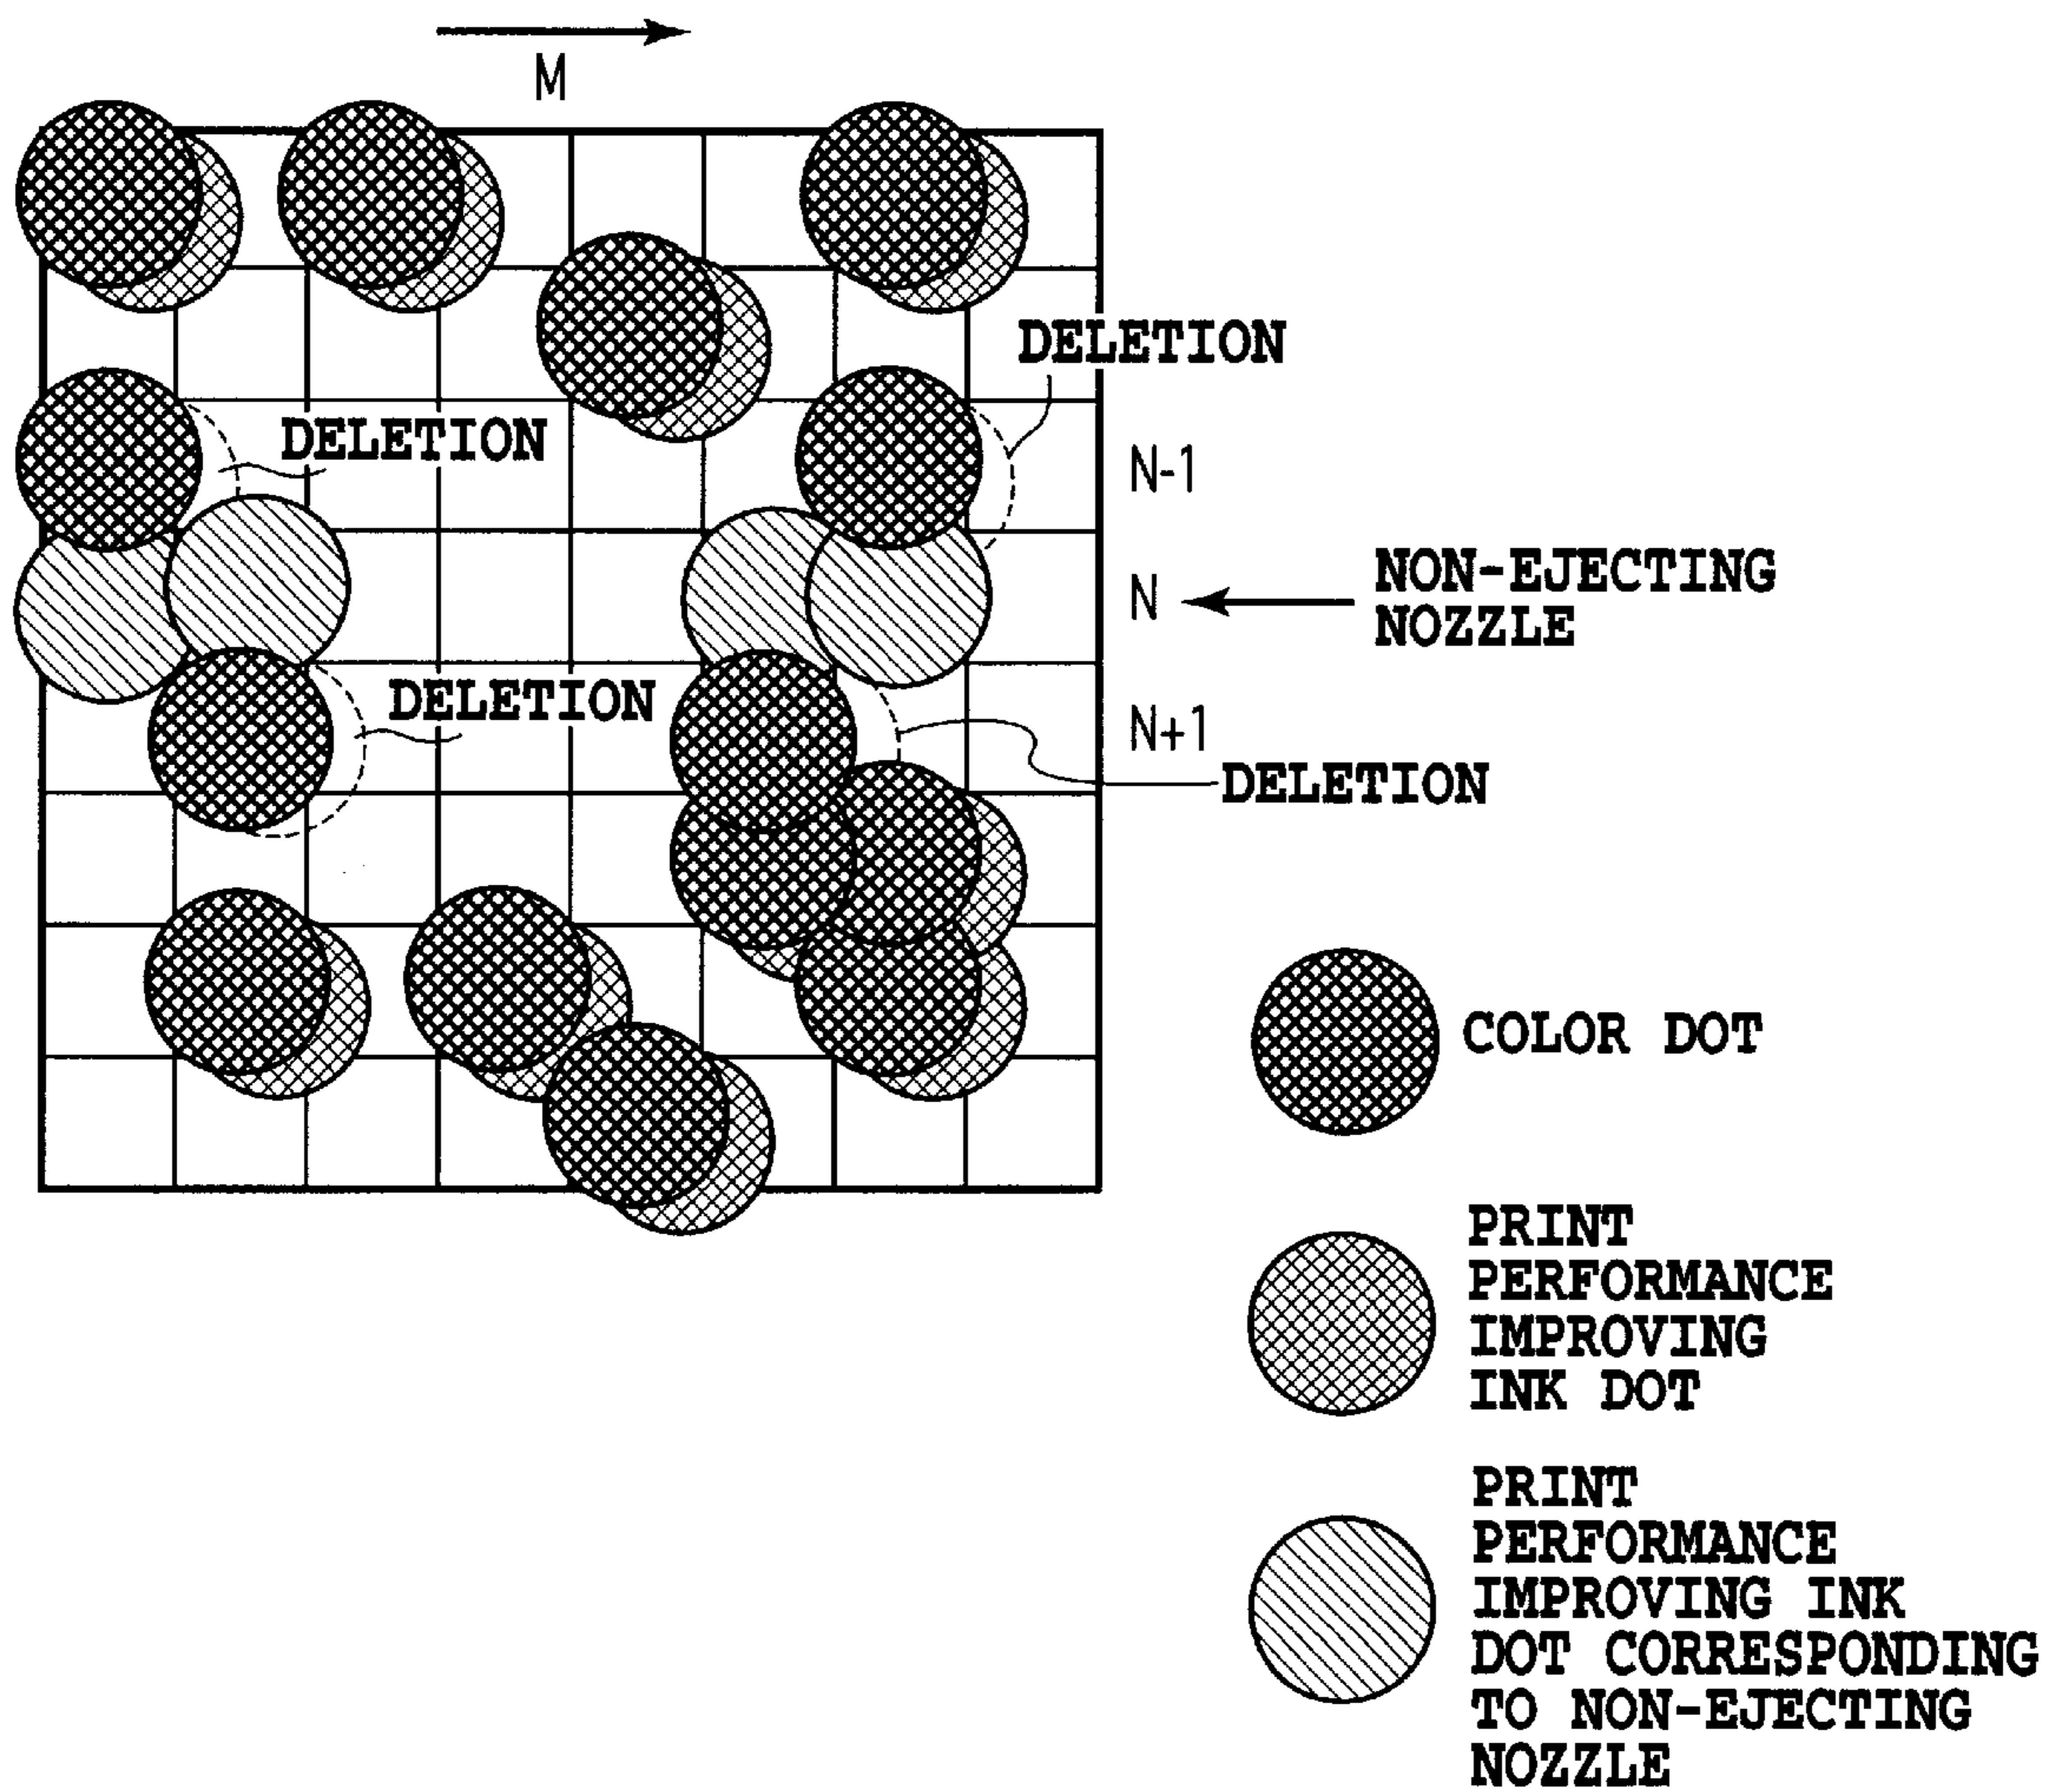 M
DELETION
DELETION
N-1
N
NON-EJECTING
NOZZLE
DELETION
N+1
DELETION
COLOR DOT
PRINT
PERFORMANCE
IMPROVING
INK DOT
PRINT
PERFORMANCE
IMPROVING INK
DOT CORRESPONDING
TO NON-EJECTING
NOZZLE